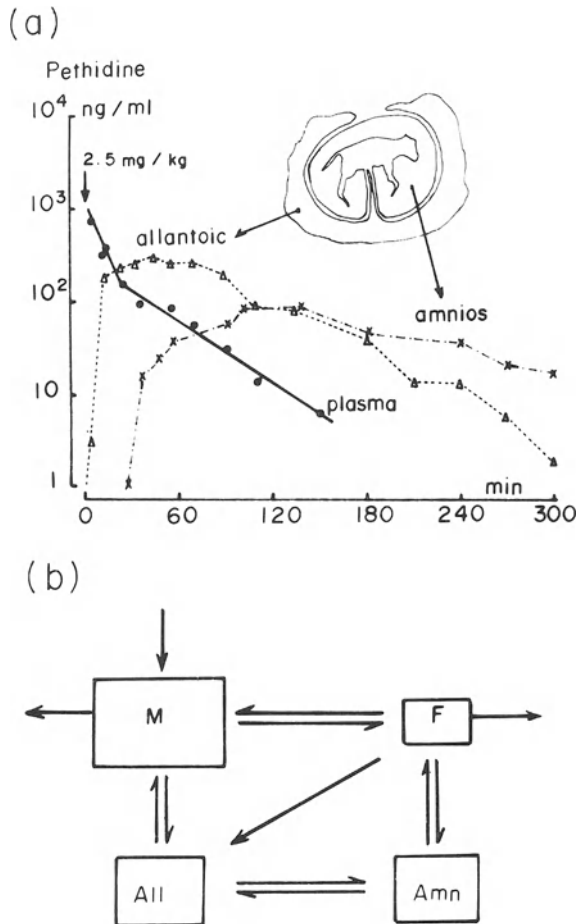 (a)
Pethidine
ng/ml
10⁴
2.5 mg/kg
10³
allantoic
10²
amnios
10
plasma
1
min
0 60 120 180 240 300
(b)
M F
All Amn